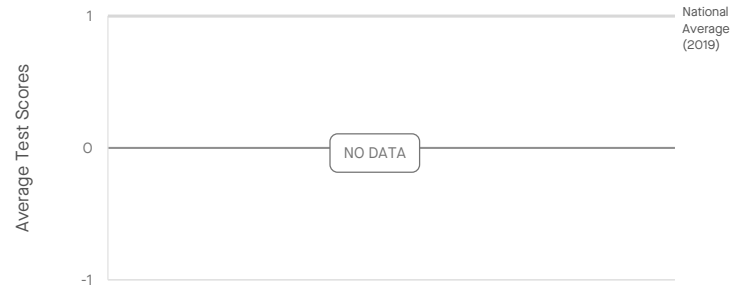 1
National
Average
(2019)
Average Test Scores
0
NO DATA
-1